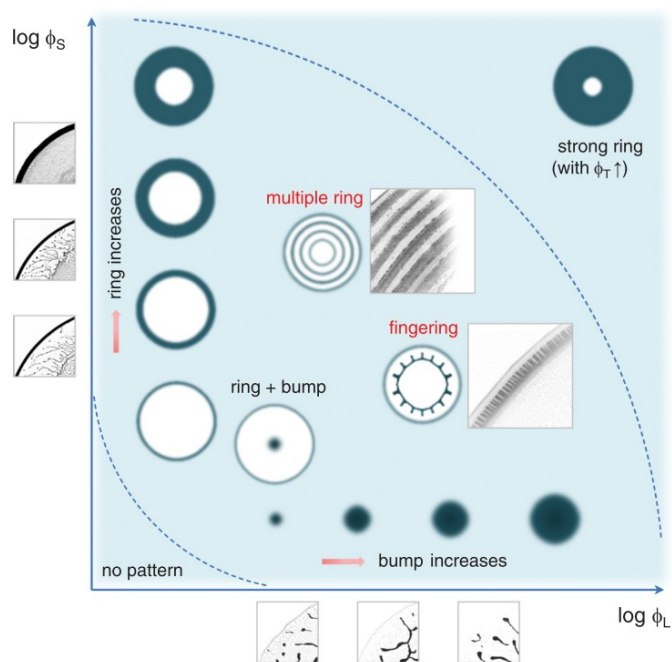 log ϕS
strong ring
(with ϕT ↑)
multiple ring
ring increases
fingering
ring + bump
bump increases
no pattern
log ϕL